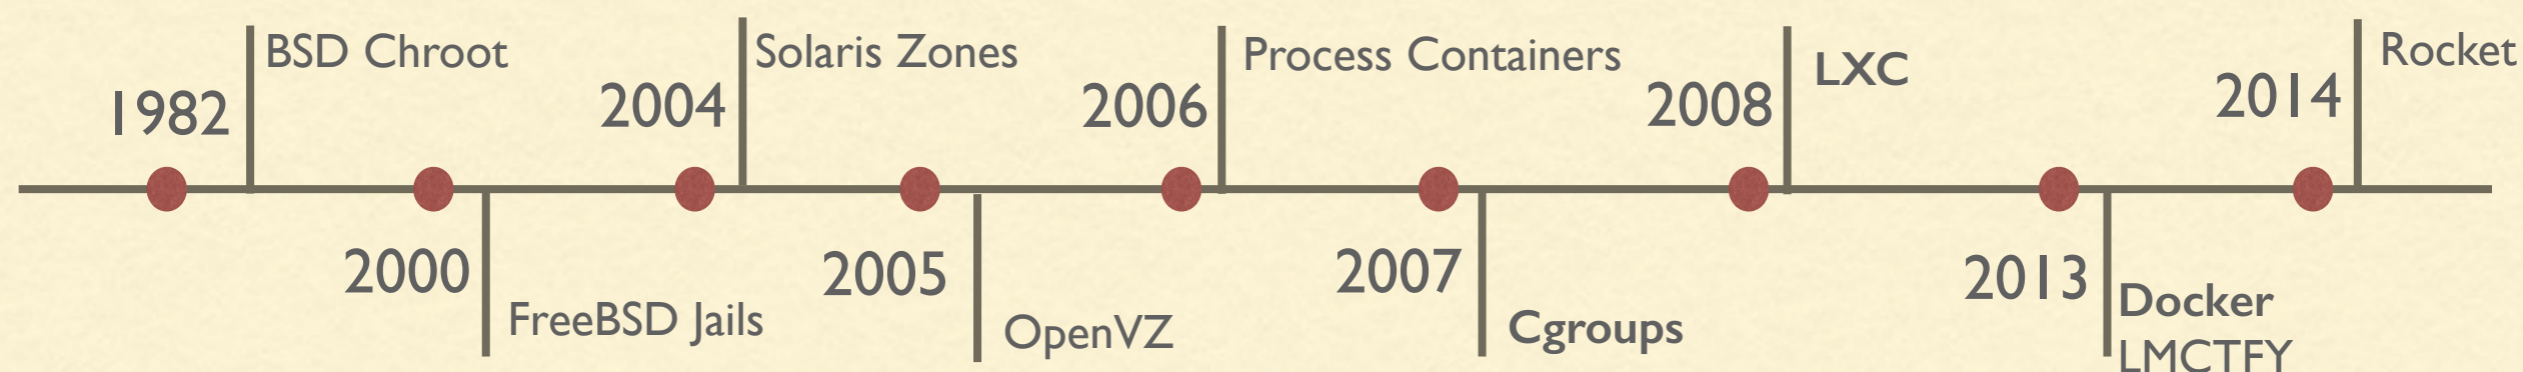 1982
BSD Chroot
2000
FreeBSD Jails
2004
Solaris Zones
2005
OpenVZ
2006
Process Containers
2007
Cgroups
2008
LXC
2013
Docker
LMCTFY
2014
Rocket